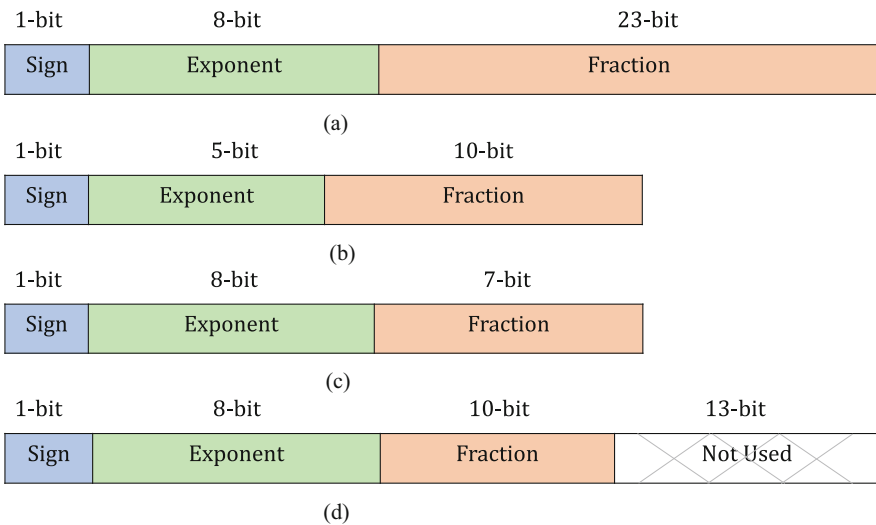 1-bit 8-bit 23-bit
Sign Exponent Fraction
(a)
1-bit 5-bit 10-bit
Sign Exponent Fraction
(b)
1-bit 8-bit 7-bit
Sign Exponent Fraction
(c)
1-bit 8-bit 10-bit 13-bit
Sign Exponent Fraction Not Used
(d)